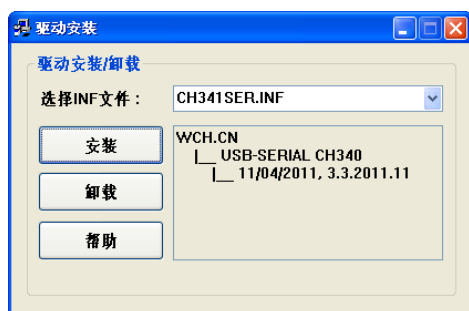 驱动安装
驱动安装/卸载
选择INF文件：
CH341SER.INF
安装
卸载
帮助
WCH.CN
|__ USB-SERIAL CH340
|__ 11/04/2011, 3.3.2011.11